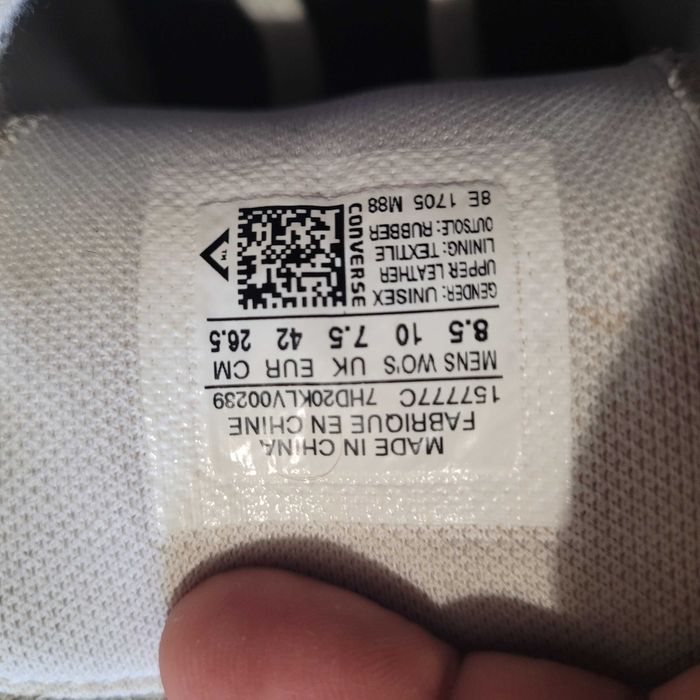 MADE IN CHINA
FABRIQUE EN CHINE
157777C 7HD20KLV00239
MENS WO'S UK EUR CM
8.5 10 7.5 42 26.5
GENDER: UNISEX
UPPER LEATHER
LINING: TEXTILE
OUTSOLE: RUBBER
8E 1705 M88
CONVERSE
TM